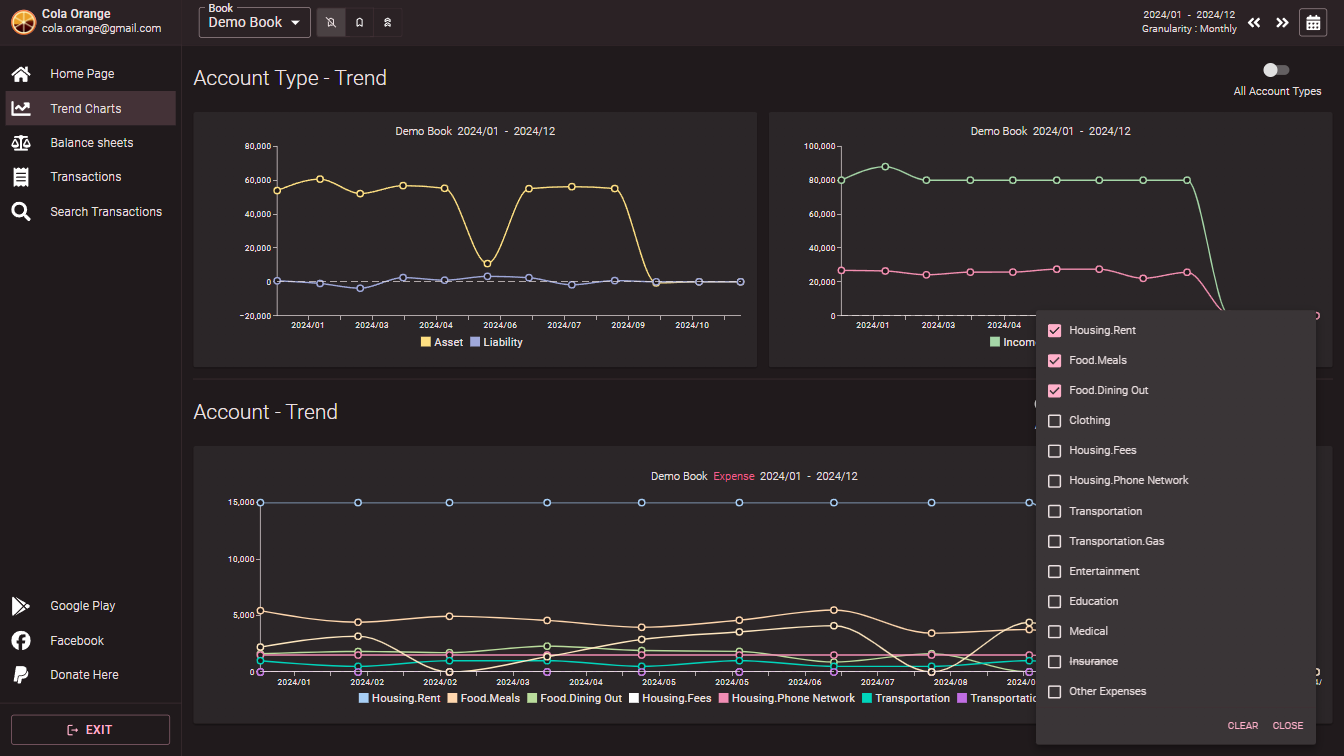 Cola Orange
cola.orange@gmail.com
Book
Demo Book
2024/01 - 2024/12
Granularity : Monthly
Home Page
Trend Charts
Balance sheets
Transactions
Search Transactions
Google Play
Facebook
Donate Here
EXIT
Account Type - Trend
All Account Types
Demo Book 2024/01 - 2024/12
80,000
60,000
40,000
20,000
0
−20,000
2024/01 2024/03 2024/04 2024/06 2024/07 2024/09 2024/10
Asset Liability
Demo Book 2024/01 - 2024/12
100,000
80,000
60,000
40,000
20,000
0
2024/01 2024/03 2024/04
Incom
Account - Trend
Demo Book Expense 2024/01 - 2024/12
15,000
10,000
5,000
0
2024/01 2024/02 2024/02 2024/03 2024/04 2024/05 2024/05 2024/06 2024/07 2024/08 2024/0
Housing.Rent Food.Meals Food.Dining Out Housing.Fees Housing.Phone Network Transportation Transportatio
Housing.Rent
Food.Meals
Food.Dining Out
Clothing
Housing.Fees
Housing.Phone Network
Transportation
Transportation.Gas
Entertainment
Education
Medical
Insurance
Other Expenses
CLEAR CLOSE